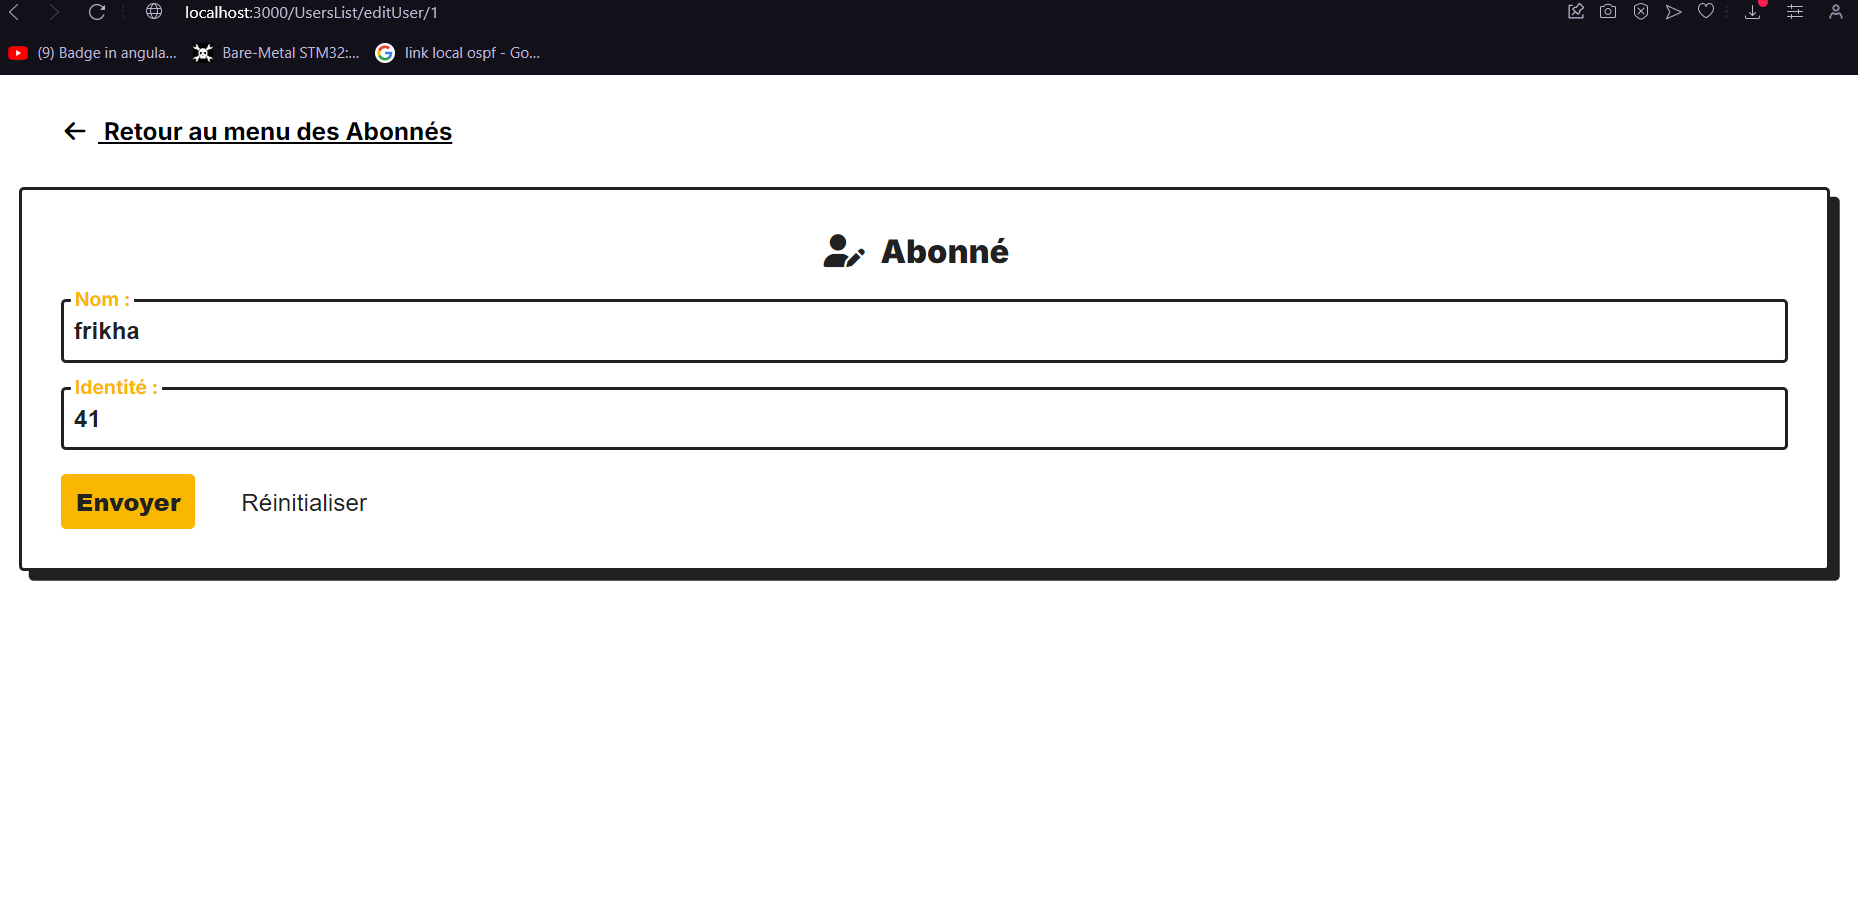 localhost:3000/UsersList/editUser/1
(9) Badge in angula... Bare-Metal STM32:... link local ospf - Go...
Retour au menu des Abonnés
Abonné
Nom :
frikha
Identité :
41
Envoyer Réinitialiser